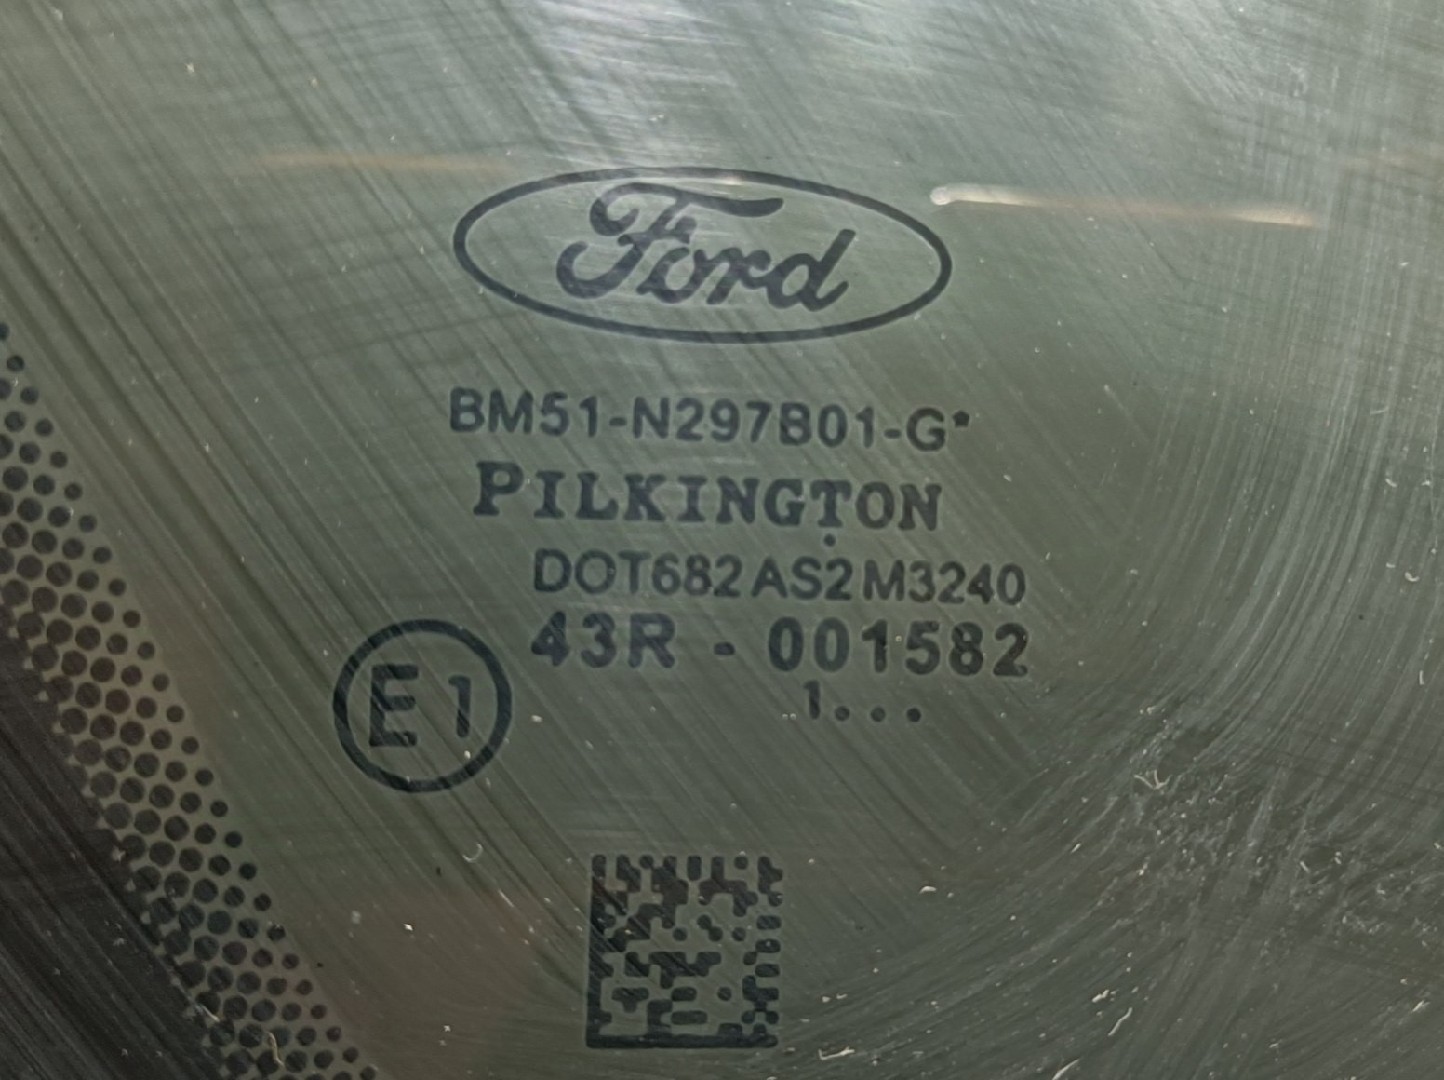 Ford
BM51-N297B01-G*
PILKINGTON
DOT682 AS2 M3240
43R - 001582
E1
..1...